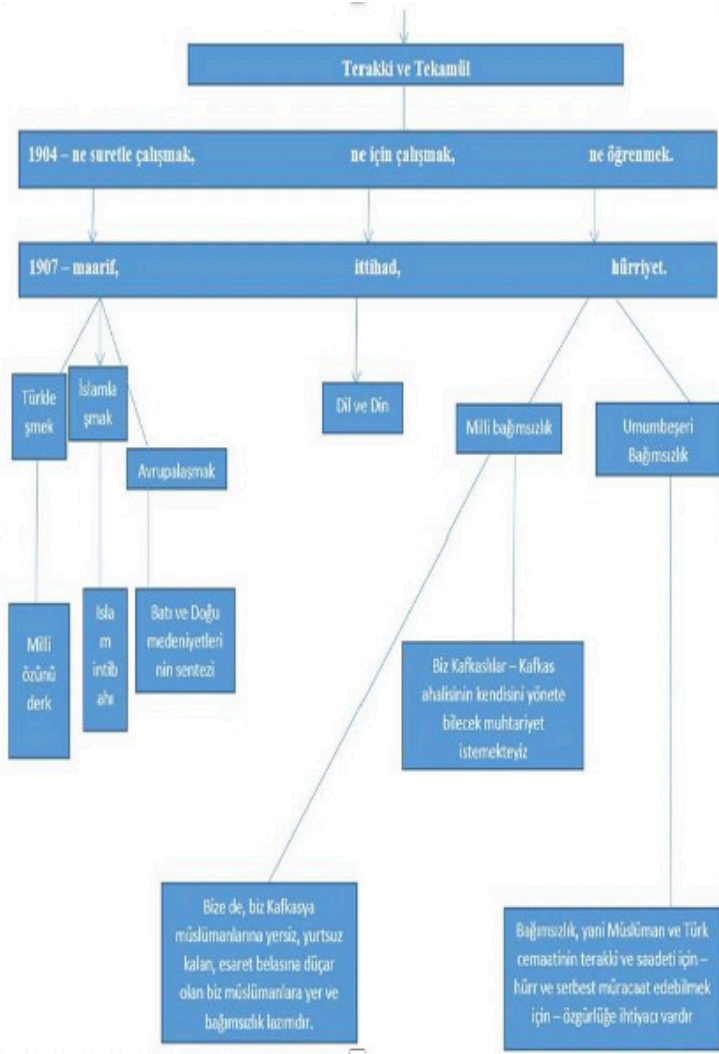 Terakki ve Tekamül
1904 – ne suretle çalışmak, ne için çalışmak, ne öğrenmek.
1907 – maarif, ittihad, hürriyet.
Türkle
şmek
İslamla
şmak
Avrupalaşmak
Dil ve Din
Milli bağımsızlık
Umumbeşeri
Bağımsızlık
Milli
özünü
derk
Isla
m
intib
ahı
Batı ve Doğu
medeniyetleri
nin sentezi
Biz Kafkaslılar – Kafkas
ahalisinin kendisini yönete
bilecek muhtariyet
istemekteyiz
Bize de, biz Kafkasya
müslümanlarına yersiz, yurtsuz
kalan, esaret belasına düçar
olan biz müslümanlara yer ve
bağımsızlık lazımdır.
Bağımsızlık, yani Müslüman ve Türk
cemaatinin terakki ve saadeti için –
hürr ve serbest müracaat edebilmek
için – özgürlüğe ihtiyacı vardır